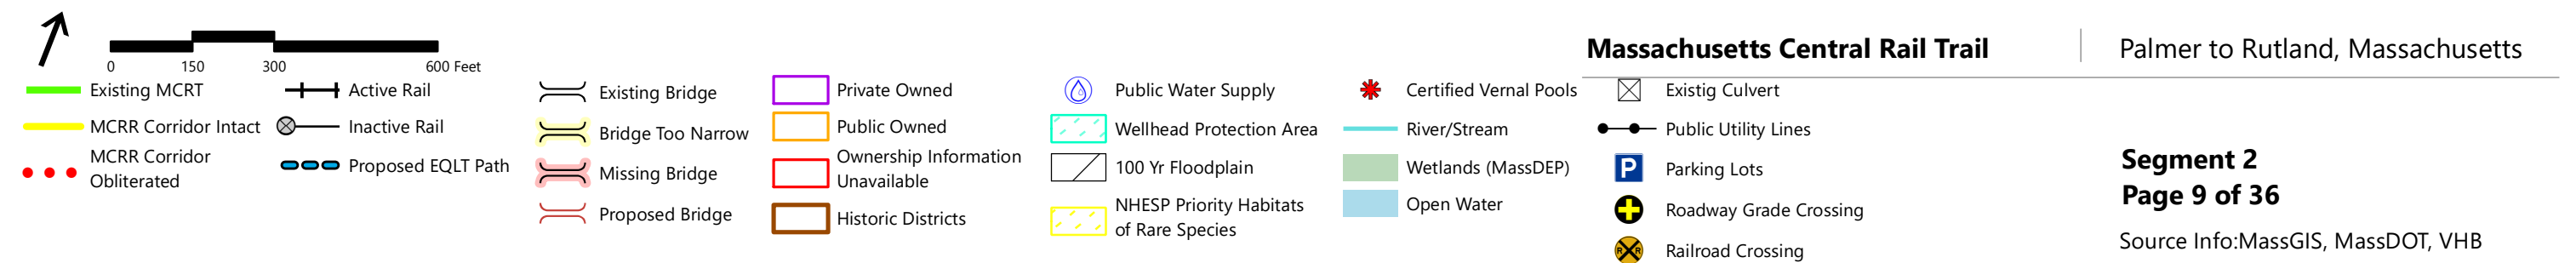 0 150 300 600 Feet
Existing MCRT
MCRR Corridor Intact
MCRR Corridor
Obliterated
Active Rail
Inactive Rail
Proposed EQLT Path
Existing Bridge
Bridge Too Narrow
Missing Bridge
Proposed Bridge
Private Owned
Public Owned
Ownership Information
Unavailable
Historic Districts
Public Water Supply
Wellhead Protection Area
100 Yr Floodplain
NHESP Priority Habitats
of Rare Species
Certified Vernal Pools
River/Stream
Wetlands (MassDEP)
Open Water
Massachusetts Central Rail Trail
Existig Culvert
Public Utility Lines
P
Parking Lots
Roadway Grade Crossing
R R
Railroad Crossing
Palmer to Rutland, Massachusetts
Segment 2
Page 9 of 36
Source Info:MassGIS, MassDOT, VHB